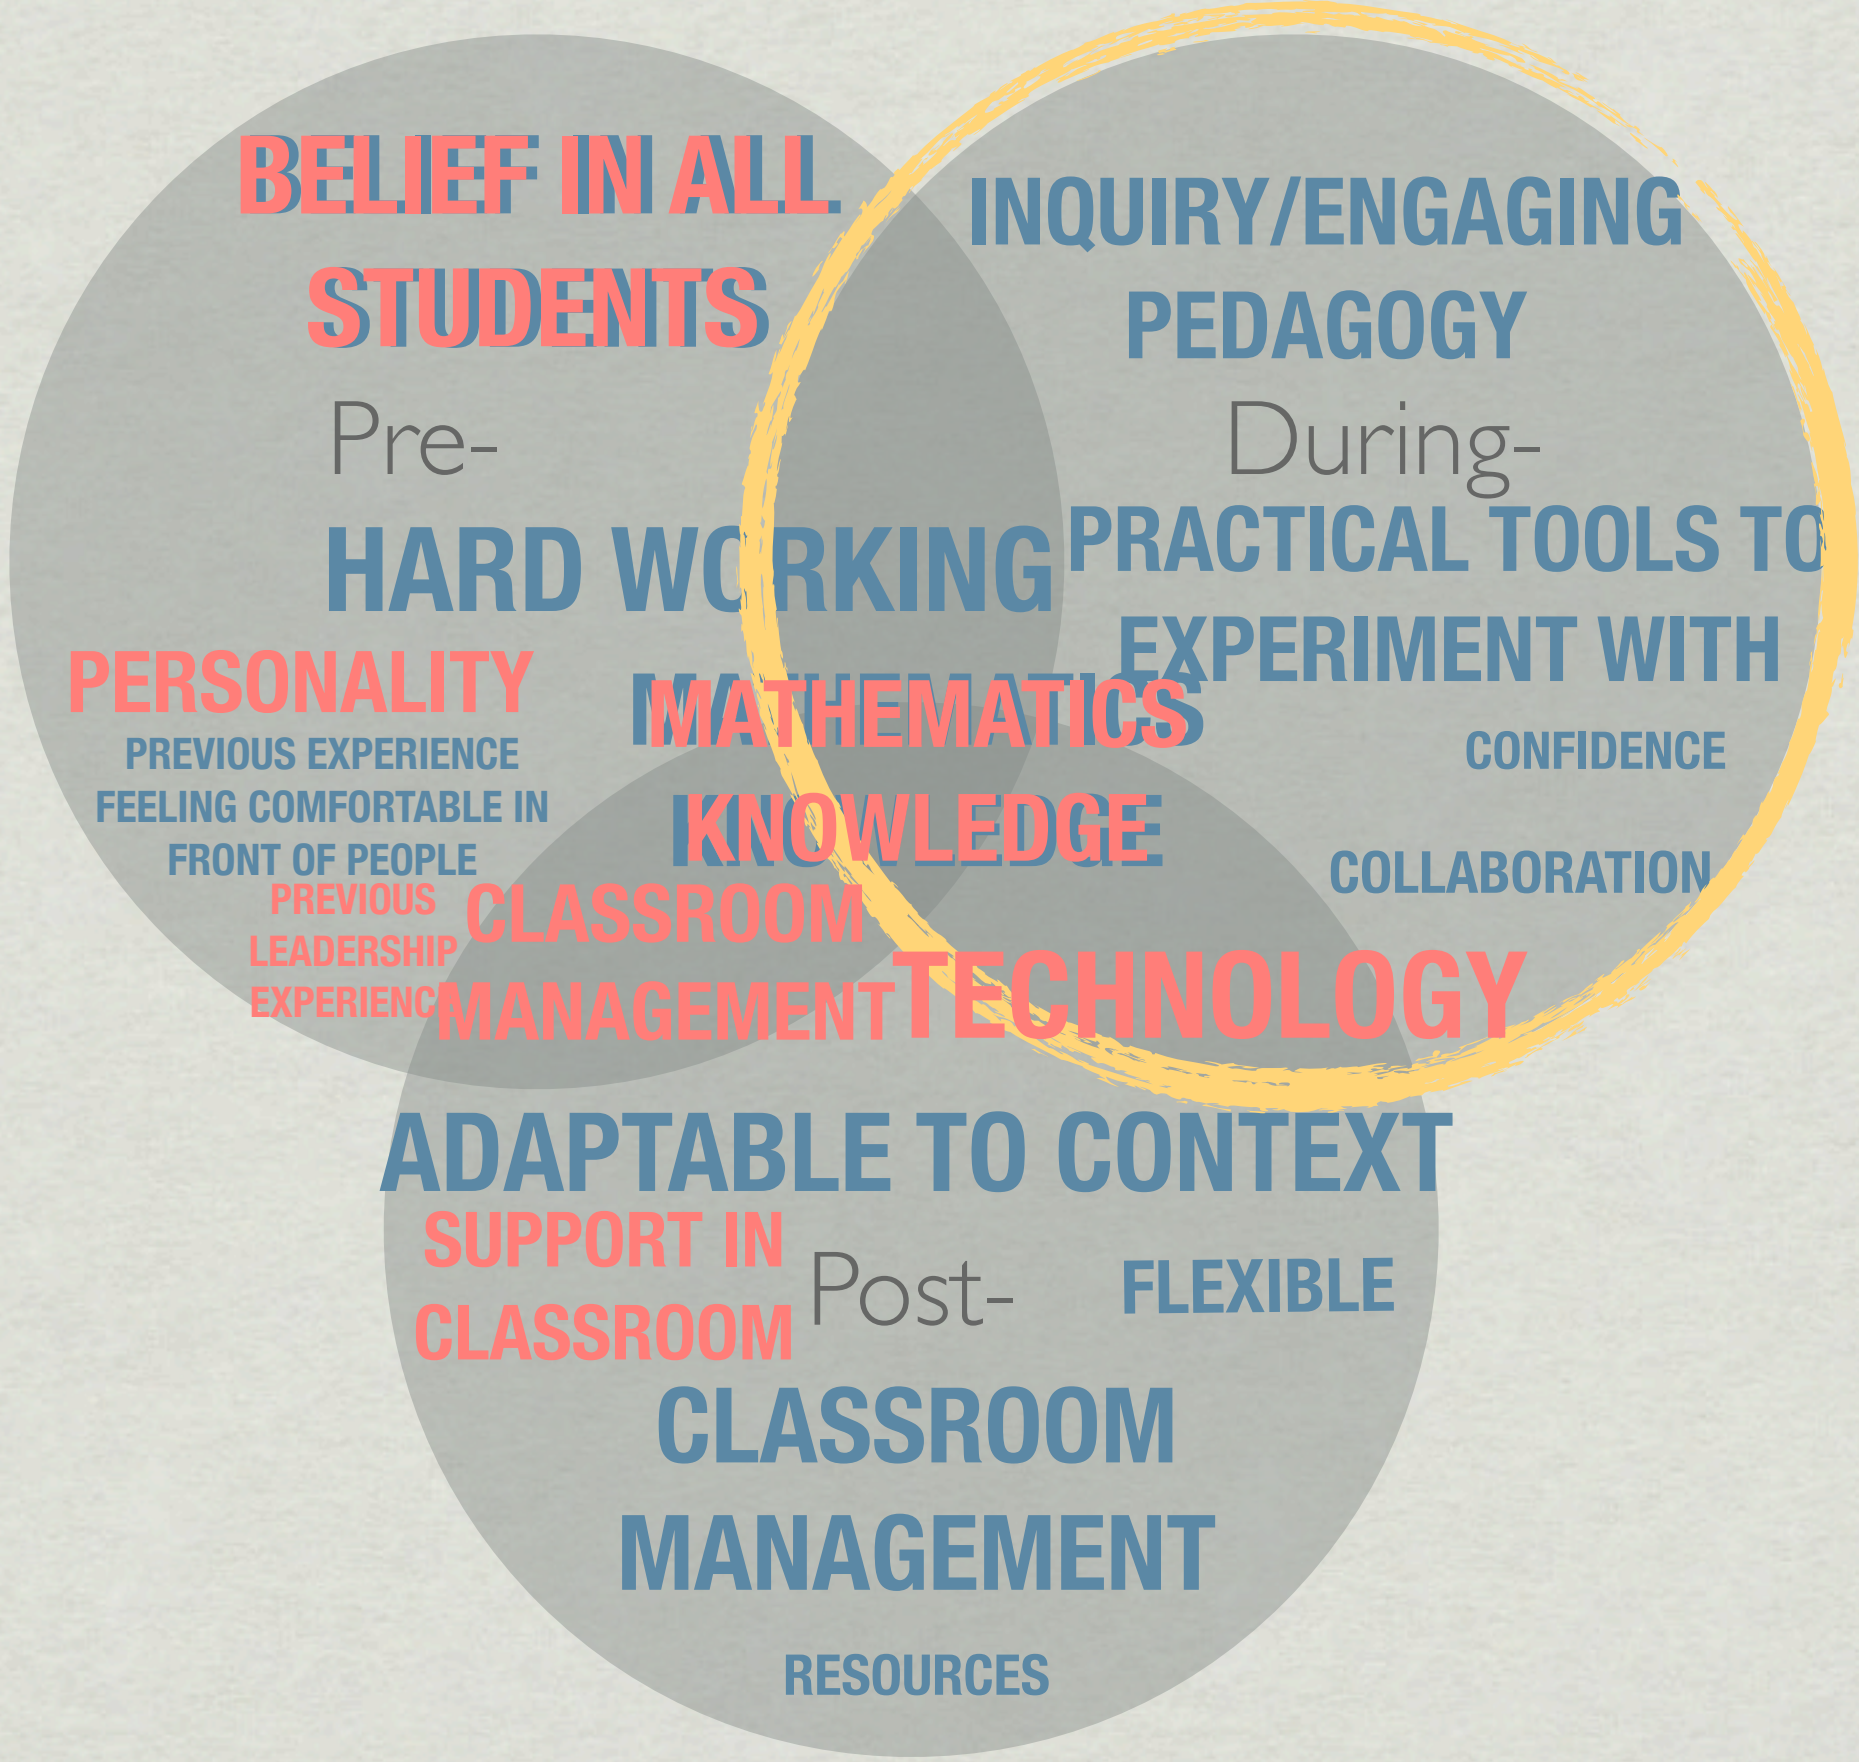 BELIEF IN ALL
STUDENTS
Pre-
HARD WORKING
PERSONALITY
PREVIOUS EXPERIENCE
FEELING COMFORTABLE IN
FRONT OF PEOPLE
PREVIOUS
LEADERSHIP
EXPERIENCE
INQUIRY/ENGAGING
PEDAGOGY
During-
PRACTICAL TOOLS TO
EXPERIMENT WITH
CONFIDENCE
COLLABORATION
MATHEMATICS
KNOWLEDGE
CLASSROOM
MANAGEMENT
TECHNOLOGY
ADAPTABLE TO CONTEXT
SUPPORT IN
CLASSROOM
Post-
FLEXIBLE
CLASSROOM
MANAGEMENT
RESOURCES